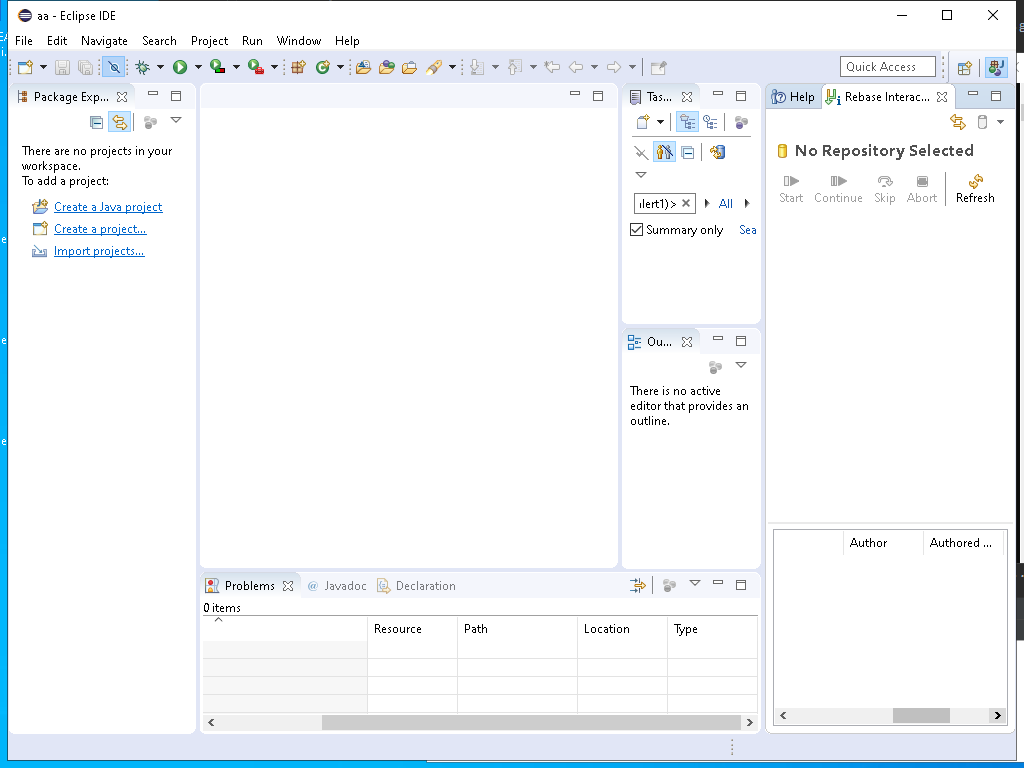 aa - Eclipse IDE
File Edit Navigate Search Project Run Window Help
Quick Access
Package Exp...
There are no projects in your
workspace.
To add a project:
Create a Java project
Create a project...
Import projects...
Tas...
All
Summary only Sea
Ou...
There is no active
editor that provides an
outline.
Help Rebase Interac...
No Repository Selected
Start Continue Skip Abort Refresh
Author Authored ...
Problems @ Javadoc Declaration
0 items
Resource Path Location Type